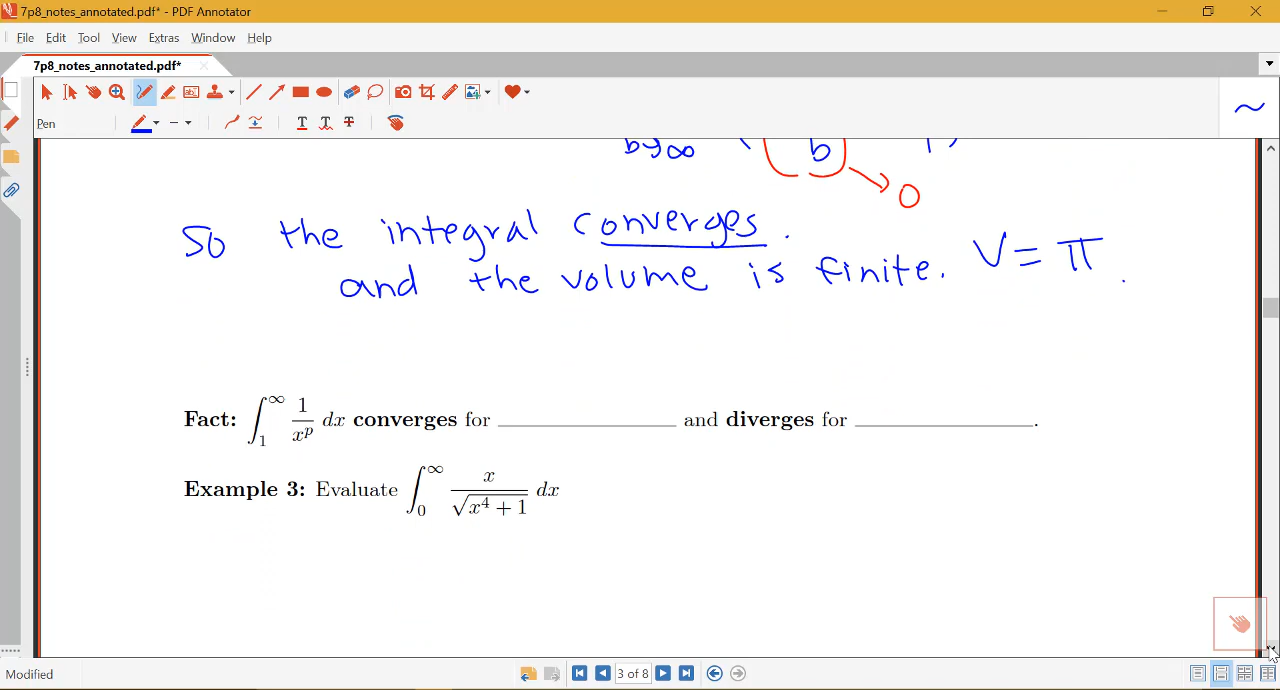 7p8_notes_annotated.pdf* - PDF Annotator
File Edit Tool View Extras Window Help
7p8_notes_annotated.pdf*
Pen
by ∞ b
0
So the integral converges.
and the volume is finite. V = π.
Fact: ∫₁^∞ 1/x^p dx converges for ____________ and diverges for ____________.
Example 3: Evaluate ∫₀^∞ x/√(x⁴ + 1) dx
Modified 3 of 8